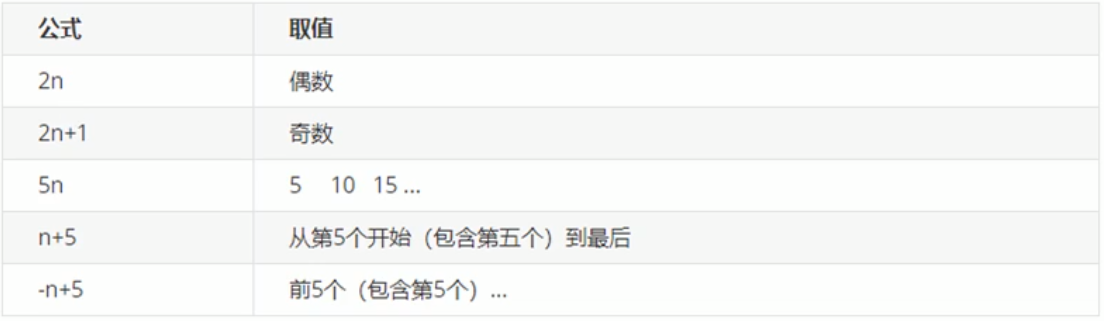 公式 取值
2n 偶数
2n+1 奇数
5n 5 10 15 ...
n+5 从第5个开始（包含第五个）到最后
-n+5 前5个（包含第5个）...